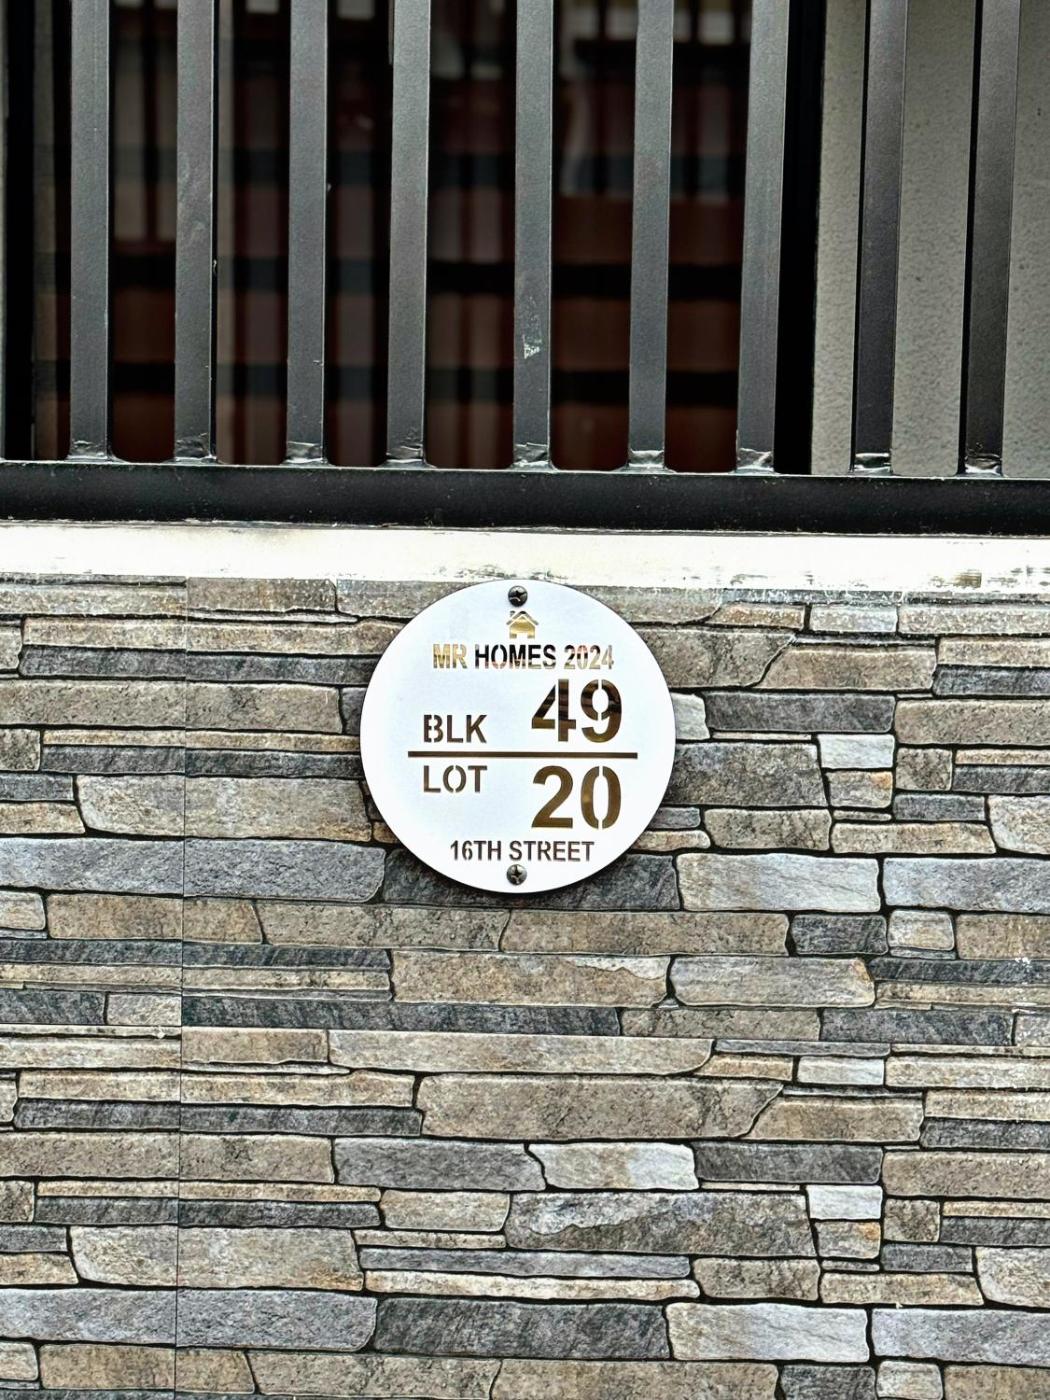 MR HOMES 2024
BLK 49
LOT 20
16TH STREET